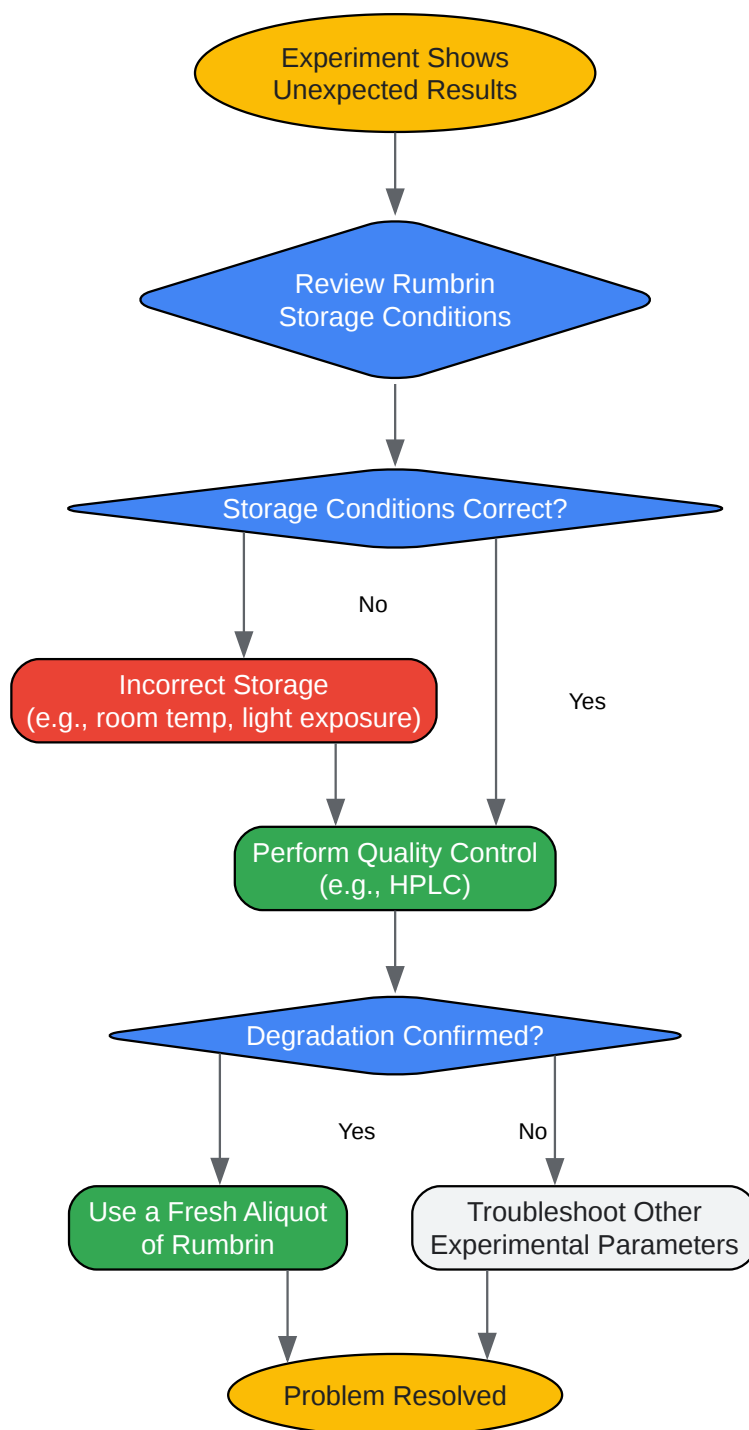 Experiment Shows
Unexpected Results
Review Rumbrin
Storage Conditions
Storage Conditions Correct?
No
Incorrect Storage
(e.g., room temp, light exposure)
Yes
Perform Quality Control
(e.g., HPLC)
Degradation Confirmed?
Yes
No
Use a Fresh Aliquot
of Rumbrin
Troubleshoot Other
Experimental Parameters
Problem Resolved